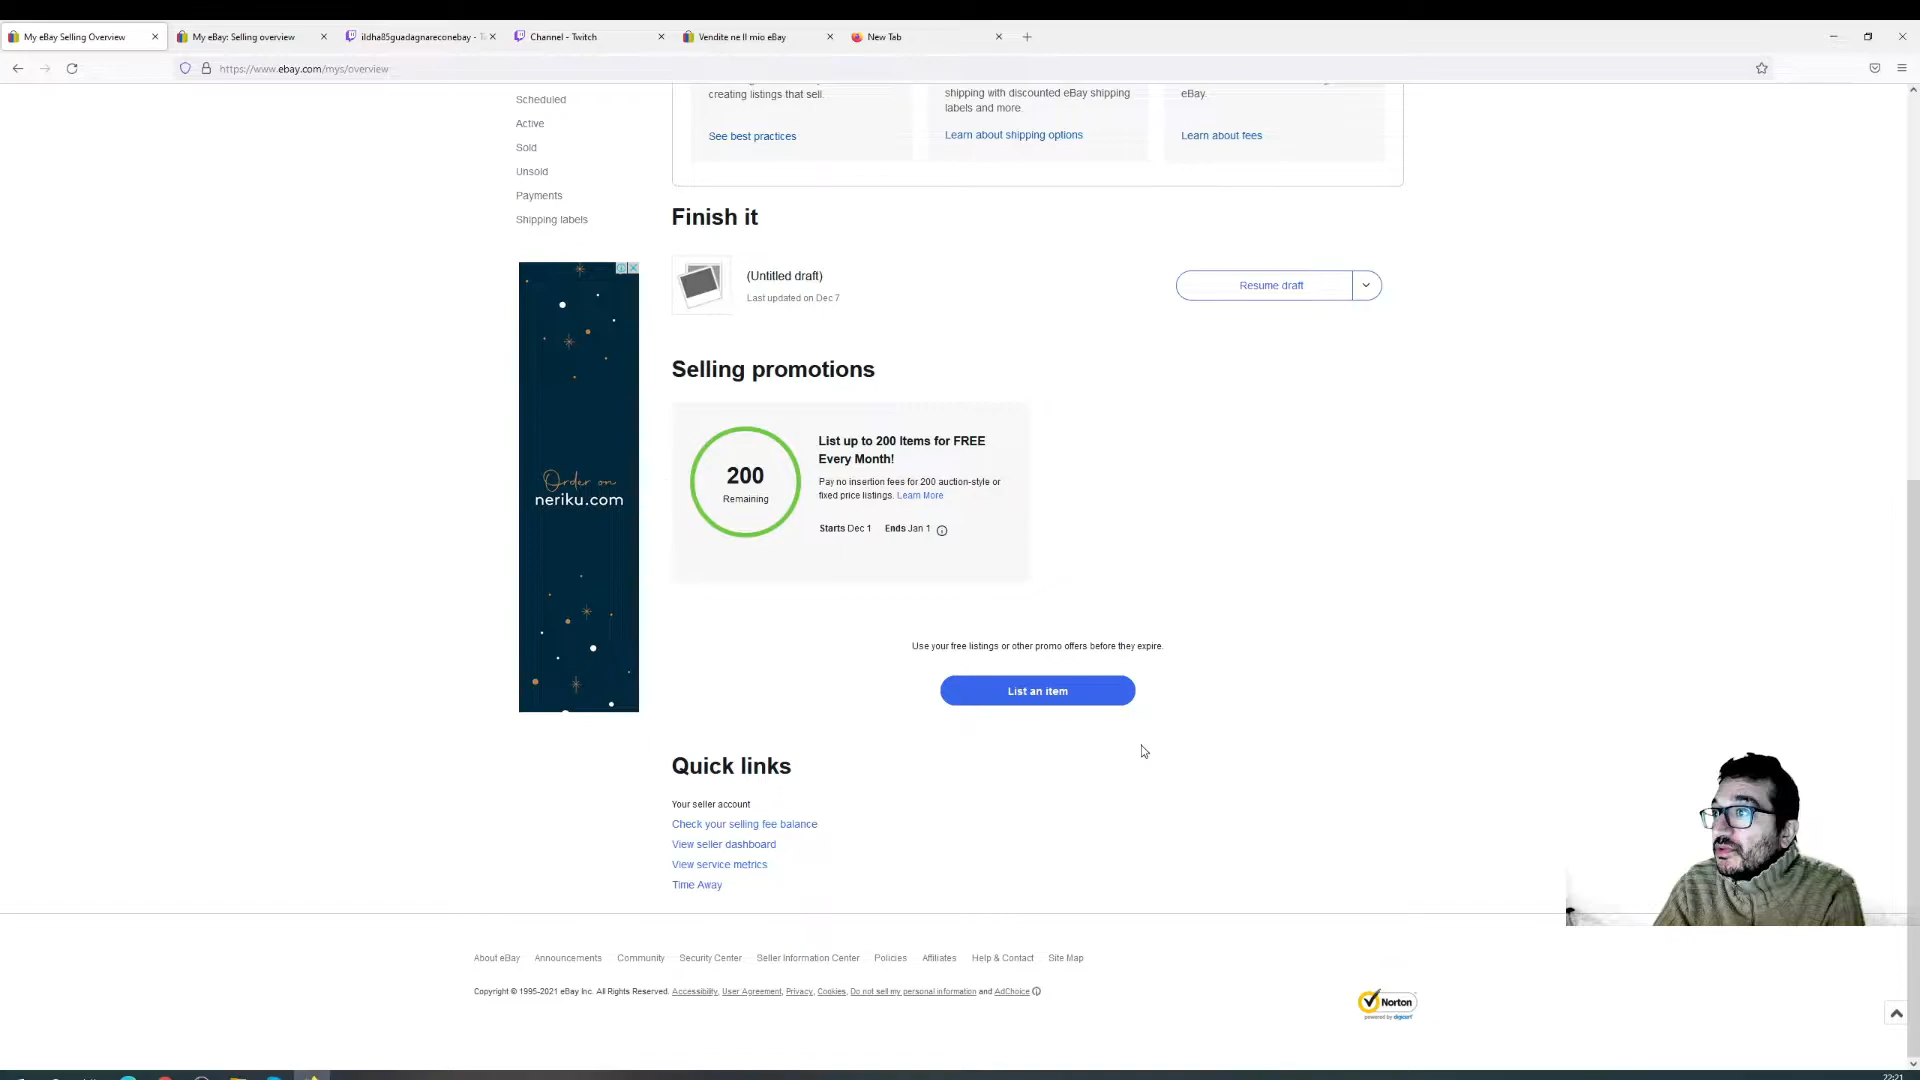 My eBay Selling Overview
My eBay: Selling overview
ildha85guadagnareconebay - T
Channel - Twitch
Vendite ne Il mio eBay
New Tab
https://www.ebay.com/mys/overview
Scheduled
Active
Sold
Unsold
Payments
Shipping labels
creating listings that sell.
See best practices
shipping with discounted eBay shipping
labels and more.
Learn about shipping options
eBay.
Learn about fees
Finish it
(Untitled draft)
Last updated on Dec 7
Resume draft
Order on
neriku.com
Selling promotions
200
Remaining
List up to 200 Items for FREE
Every Month!
Pay no insertion fees for 200 auction-style or
fixed price listings. Learn More
Starts Dec 1 Ends Jan 1
Use your free listings or other promo offers before they expire.
List an item
Quick links
Your seller account
Check your selling fee balance
View seller dashboard
View service metrics
Time Away
About eBay Announcements Community Security Center Seller Information Center Policies Affiliates Help & Contact Site Map
Copyright © 1995-2021 eBay Inc. All Rights Reserved. Accessibility, User Agreement, Privacy, Cookies, Do not sell my personal information and AdChoice
Norton
powered by digicert
22:21